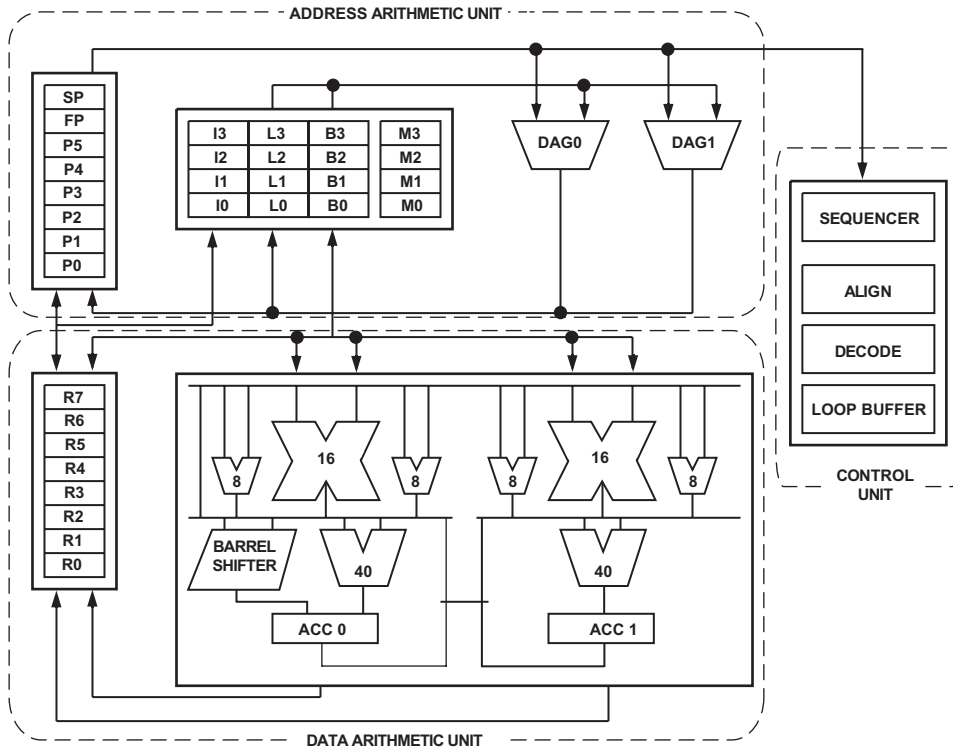 ADDRESS ARITHMETIC UNIT
SP
FP
P5
P4
P3
P2
P1
P0
I3 L3 B3 M3
I2 L2 B2 M2
I1 L1 B1 M1
I0 L0 B0 M0
DAG0
DAG1
SEQUENCER
ALIGN
DECODE
LOOP BUFFER
CONTROL
UNIT
R7
R6
R5
R4
R3
R2
R1
R0
8
16
8
8
16
8
BARREL
SHIFTER
40
40
ACC 0
ACC 1
DATA ARITHMETIC UNIT